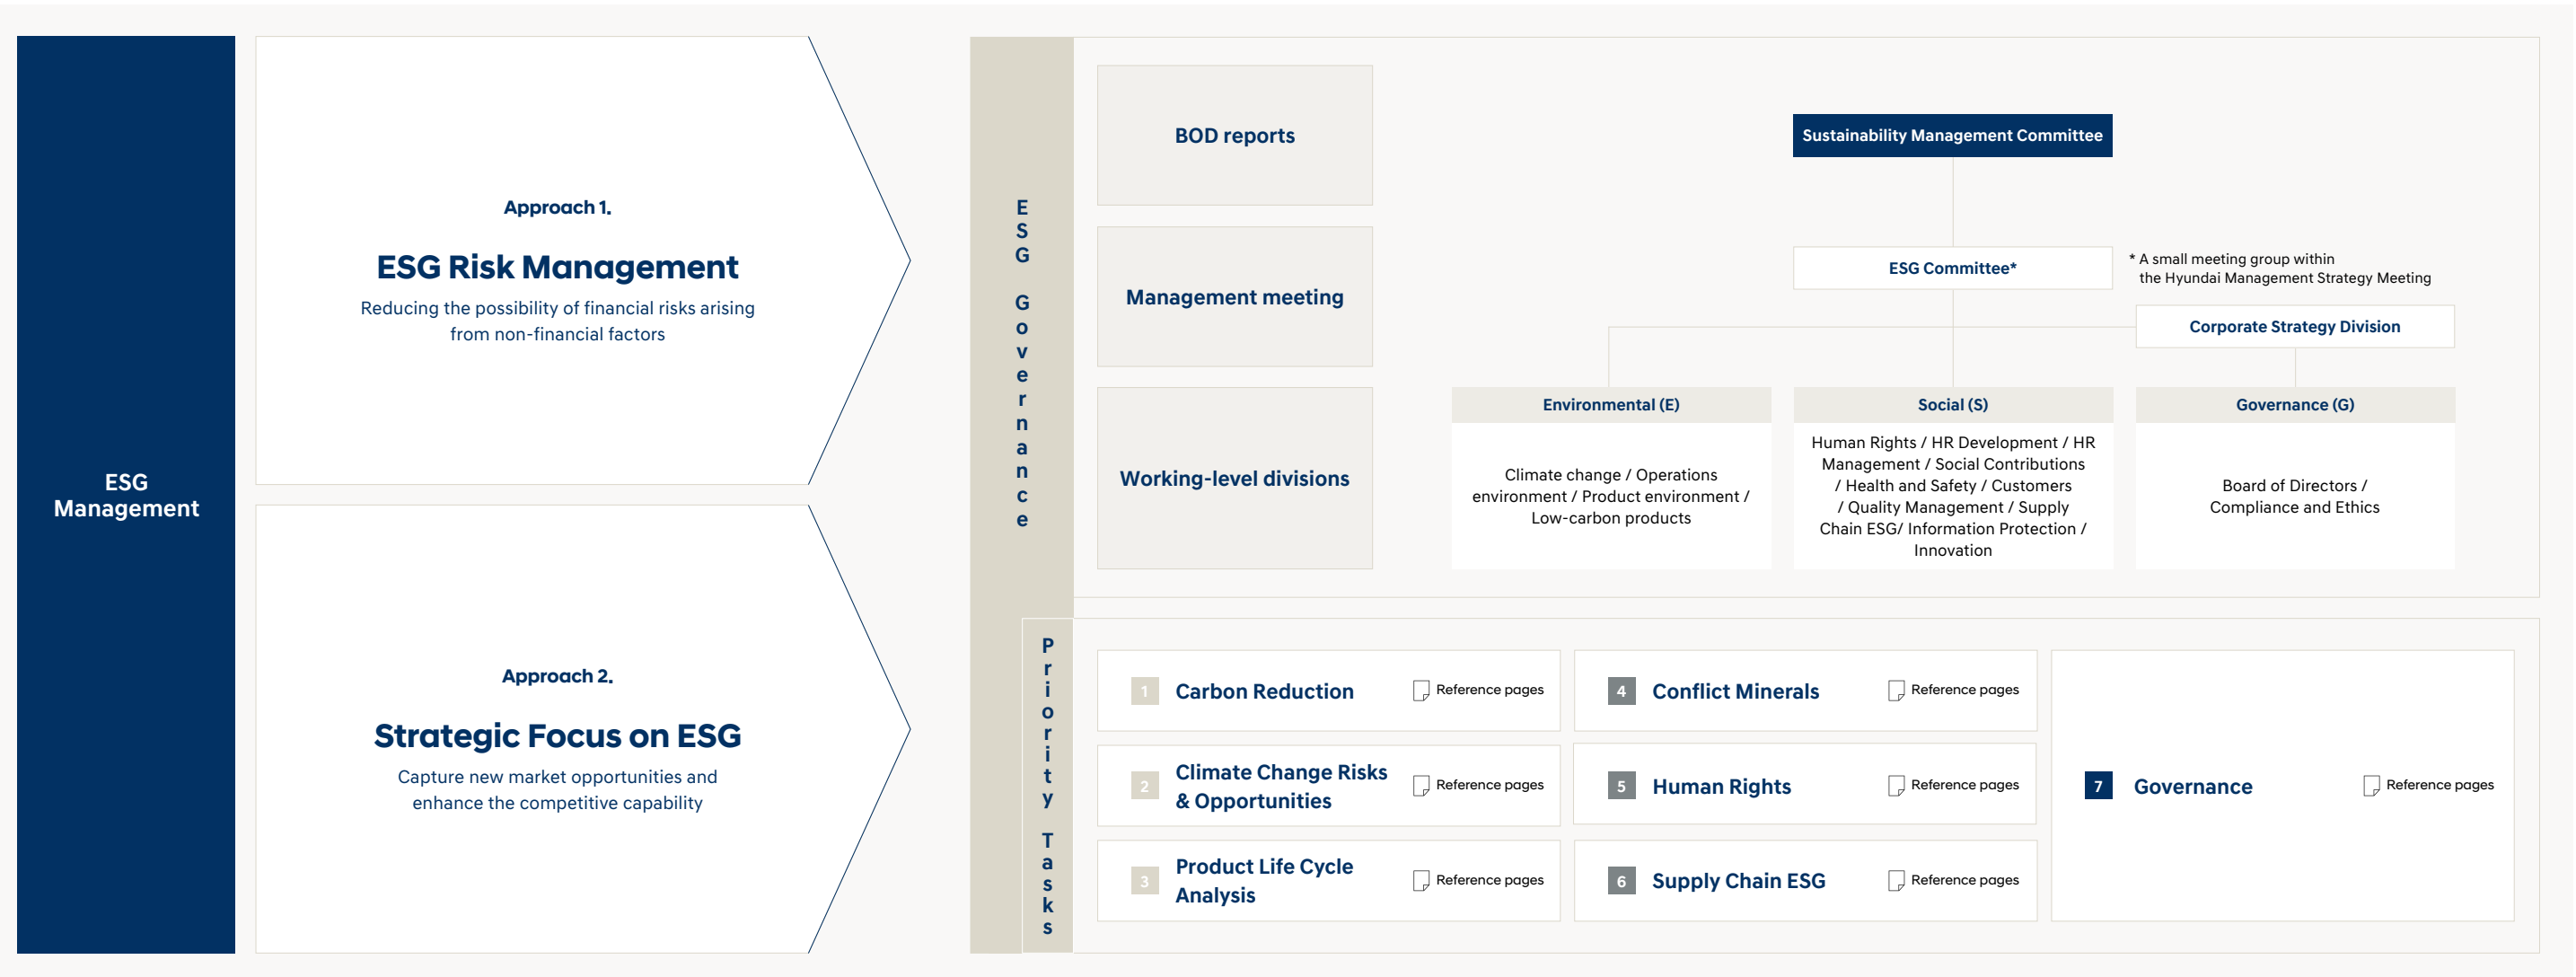 ESG
Management
Approach 1.
ESG Risk Management
Reducing the possibility of financial risks arising
from non-financial factors
Approach 2.
Strategic Focus on ESG
Capture new market opportunities and
enhance the competitive capability
ESG Governance
BOD reports
Management meeting
Working-level divisions
Sustainability Management Committee
ESG Committee*
* A small meeting group within
the Hyundai Management Strategy Meeting
Corporate Strategy Division
Environmental (E)
Climate change / Operations
environment / Product environment /
Low-carbon products
Social (S)
Human Rights / HR Development / HR
Management / Social Contributions
/ Health and Safety / Customers
/ Quality Management / Supply
Chain ESG/ Information Protection /
Innovation
Governance (G)
Board of Directors /
Compliance and Ethics
Priority Tasks
1 Carbon Reduction Reference pages
2 Climate Change Risks
& Opportunities Reference pages
3 Product Life Cycle
Analysis Reference pages
4 Conflict Minerals Reference pages
5 Human Rights Reference pages
6 Supply Chain ESG Reference pages
7 Governance Reference pages